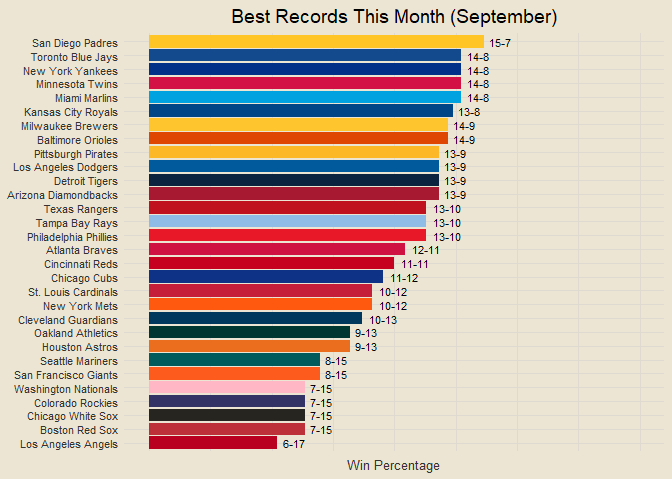 Best Records This Month (September)
San Diego Padres 15-7
Toronto Blue Jays 14-8
New York Yankees 14-8
Minnesota Twins 14-8
Miami Marlins 14-8
Kansas City Royals 13-8
Milwaukee Brewers 14-9
Baltimore Orioles 14-9
Pittsburgh Pirates 13-9
Los Angeles Dodgers 13-9
Detroit Tigers 13-9
Arizona Diamondbacks 13-9
Texas Rangers 13-10
Tampa Bay Rays 13-10
Philadelphia Phillies 13-10
Atlanta Braves 12-11
Cincinnati Reds 11-11
Chicago Cubs 11-12
St. Louis Cardinals 10-12
New York Mets 10-12
Cleveland Guardians 10-13
Oakland Athletics 9-13
Houston Astros 9-13
Seattle Mariners 8-15
San Francisco Giants 8-15
Washington Nationals 7-15
Colorado Rockies 7-15
Chicago White Sox 7-15
Boston Red Sox 7-15
Los Angeles Angels 6-17
Win Percentage